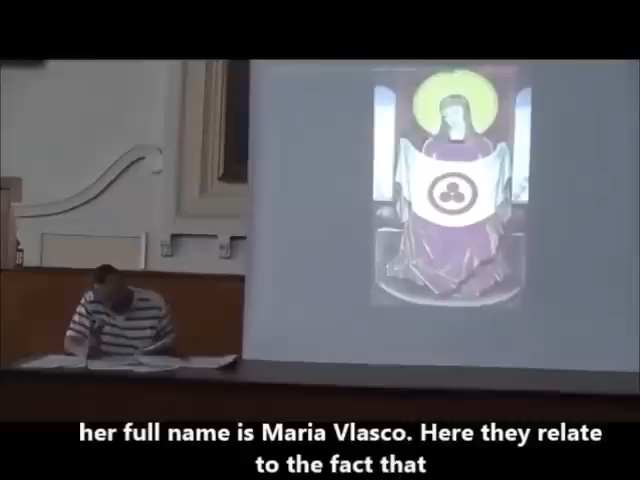 her full name is Maria Vlasco. Here they relate
to the fact that